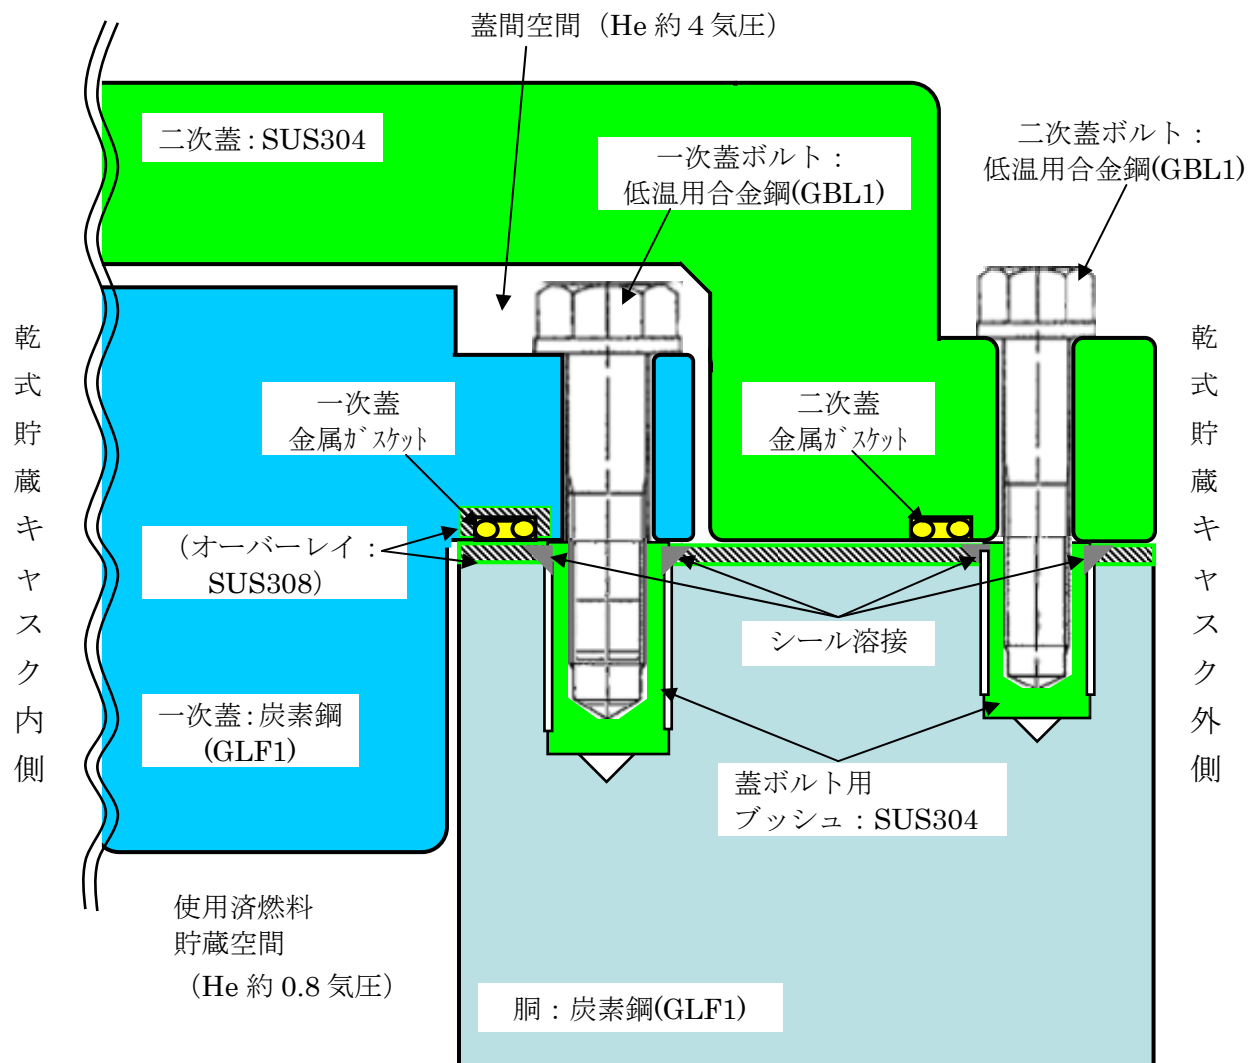 蓋間空間（He 約４気圧）
二次蓋：SUS304
一次蓋ボルト：
低温用合金鋼(GBL1)
二次蓋ボルト：
低温用合金鋼(GBL1)
乾式貯蔵キャスク内側
一次蓋
金属ｶﾞｽｹｯﾄ
二次蓋
金属ｶﾞｽｹｯﾄ
乾式貯蔵キャスク外側
（オーバーレイ：
SUS308）
シール溶接
一次蓋：炭素鋼
(GLF1)
蓋ボルト用
ブッシュ：SUS304
使用済燃料
貯蔵空間
（He 約 0.8 気圧）
胴：炭素鋼(GLF1)